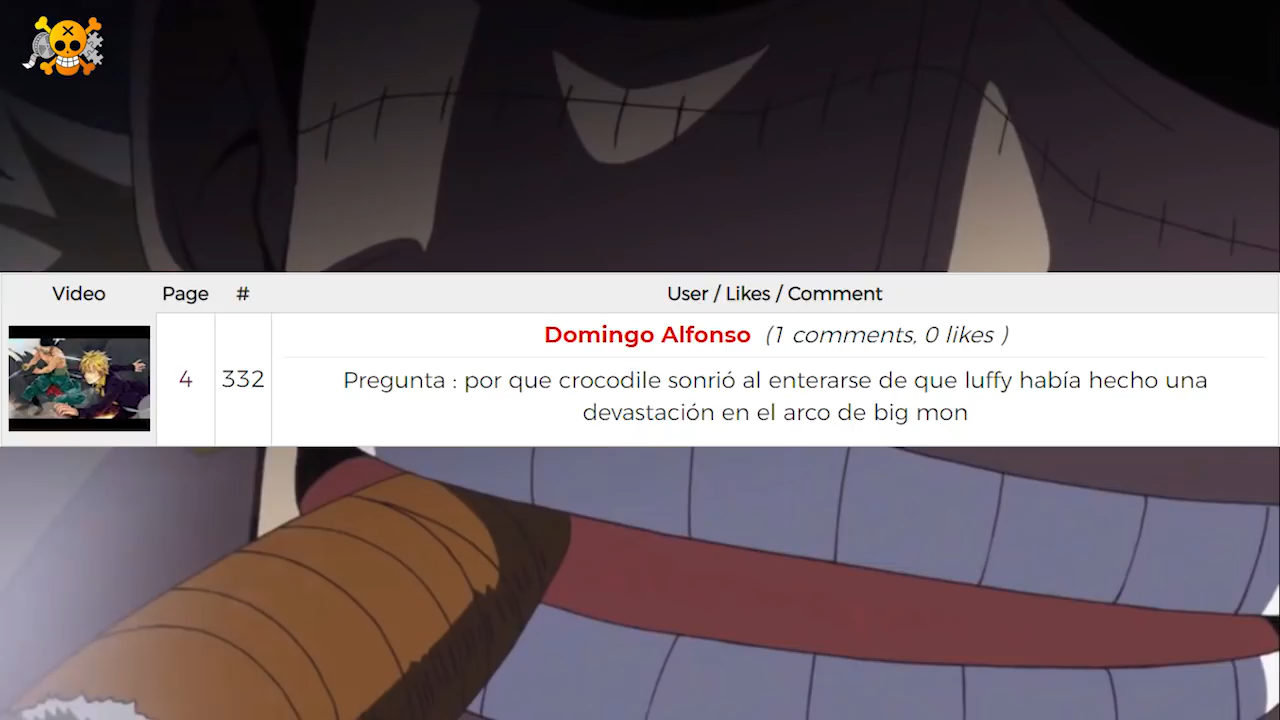 Video Page # User / Likes / Comment
Domingo Alfonso (1 comments, 0 likes )
4 332 Pregunta : por que crocodile sonrió al enterarse de que luffy había hecho una
devastación en el arco de big mon